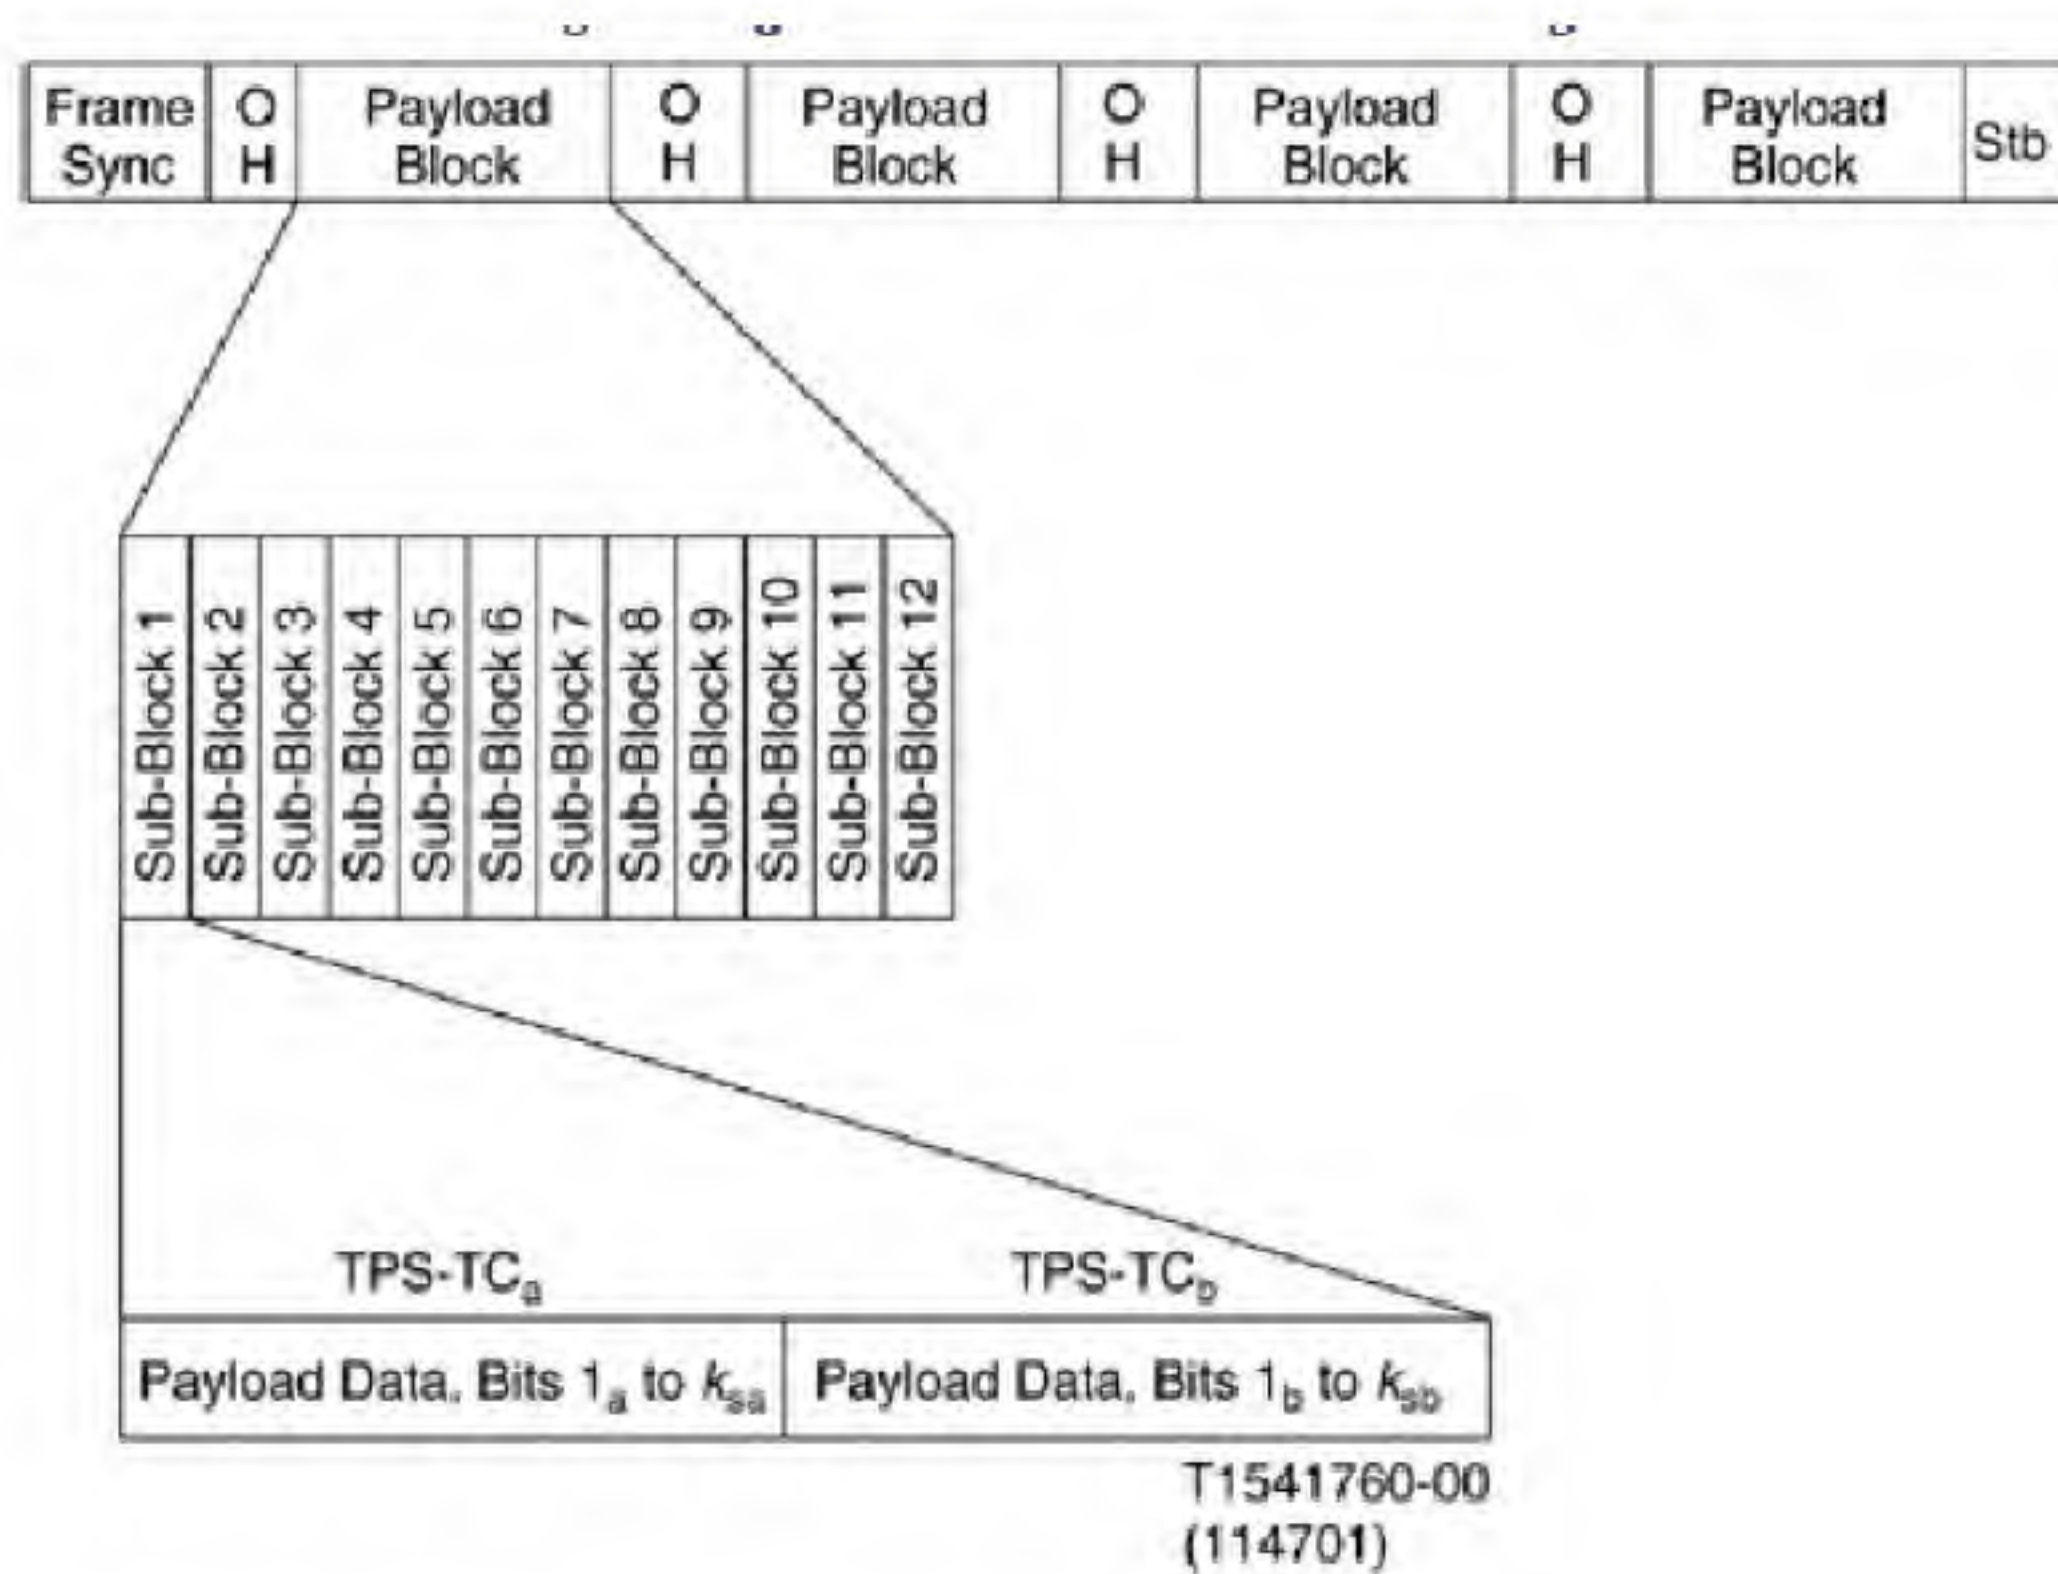 Frame Sync
O H
Payload Block
O H
Payload Block
O H
Payload Block
O H
Payload Block
Stb
Sub-Block 1
Sub-Block 2
Sub-Block 3
Sub-Block 4
Sub-Block 5
Sub-Block 6
Sub-Block 7
Sub-Block 8
Sub-Block 9
Sub-Block 10
Sub-Block 11
Sub-Block 12
TPS-TCa
TPS-TCb
Payload Data, Bits 1a to ksa
Payload Data, Bits 1b to ksb
T1541760-00
(114701)